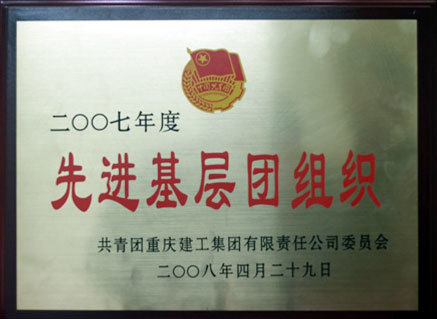 二〇〇七年度
先进基层团组织
共青团重庆建工集团有限责任公司委员会
二〇〇八年四月二十九日